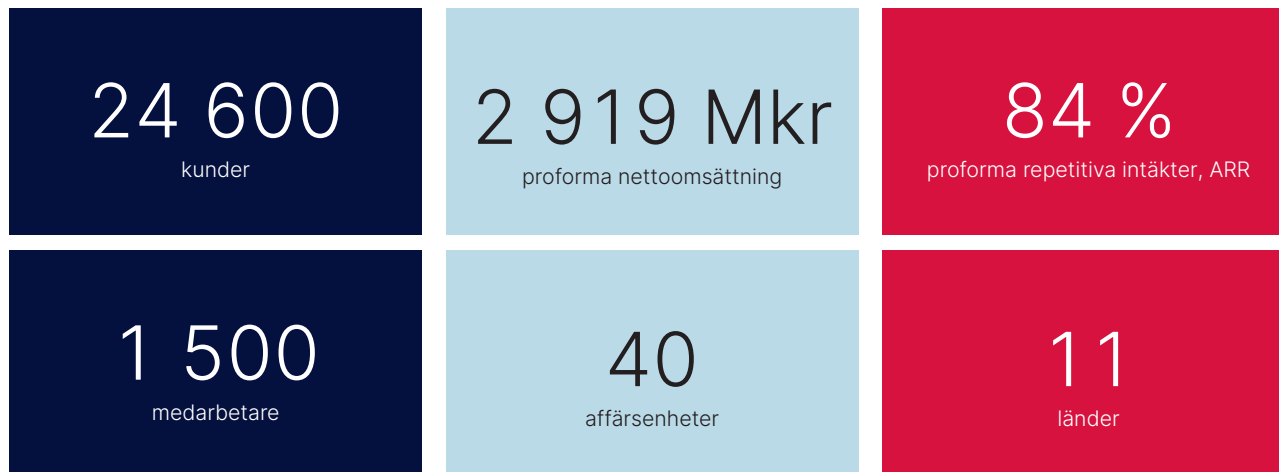 24 600
kunder
2 919 Mkr
proforma nettoomsättning
84 %
proforma repetitiva intäkter, ARR
1 500
medarbetare
40
affärsenheter
11
länder